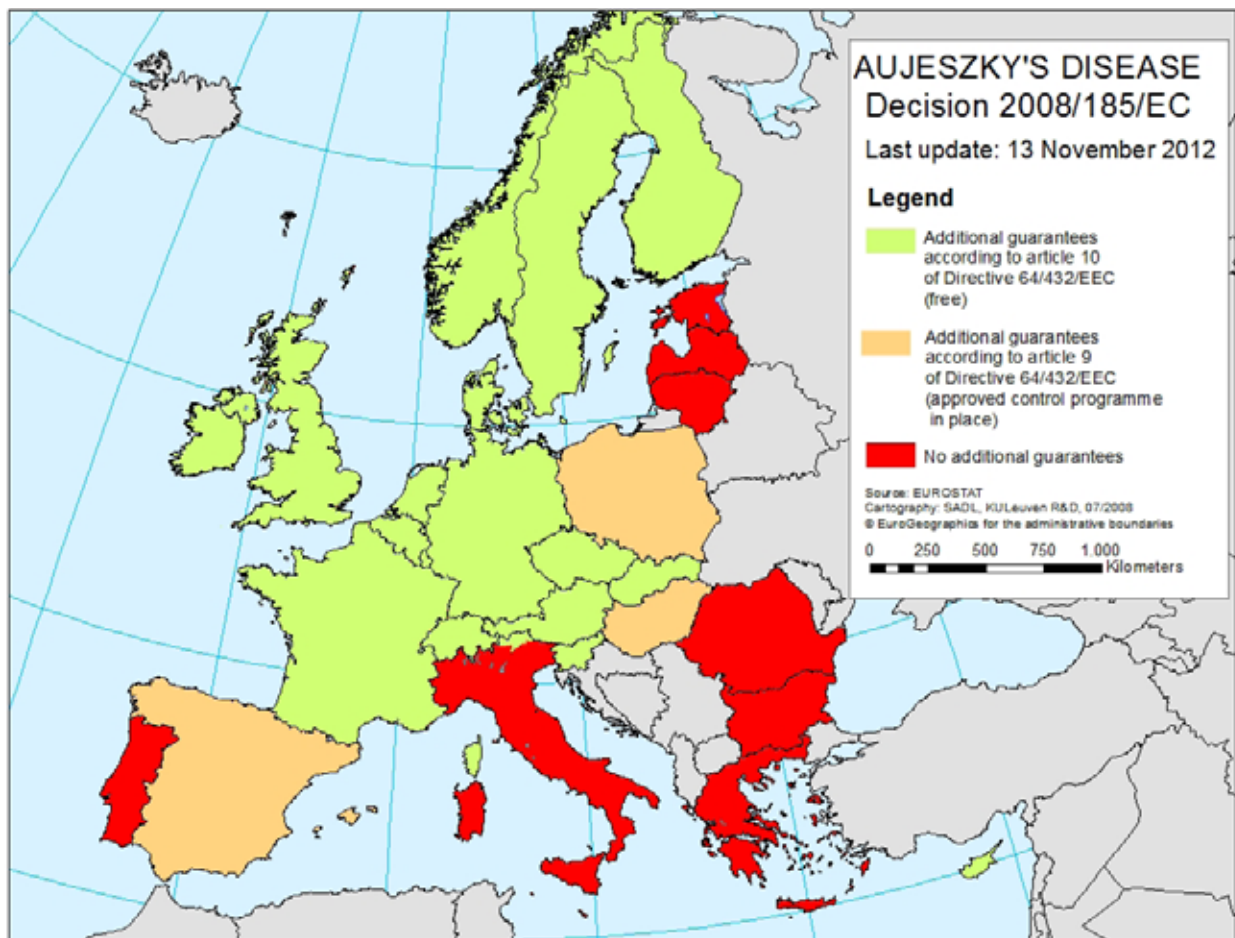 AUJESZKY'S DISEASE
Decision 2008/185/EC
Last update: 13 November 2012
Legend
Additional guarantees
according to article 10
of Directive 64/432/EEC
(free)
Additional guarantees
according to article 9
of Directive 64/432/EEC
(approved control programme
in place)
No additional guarantees
Source: EUROSTAT
Cartography: SADL, KULeuven R&D, 07/2008
© EuroGeographics for the administrative boundaries
0 250 500 750 1.000
Kilometers